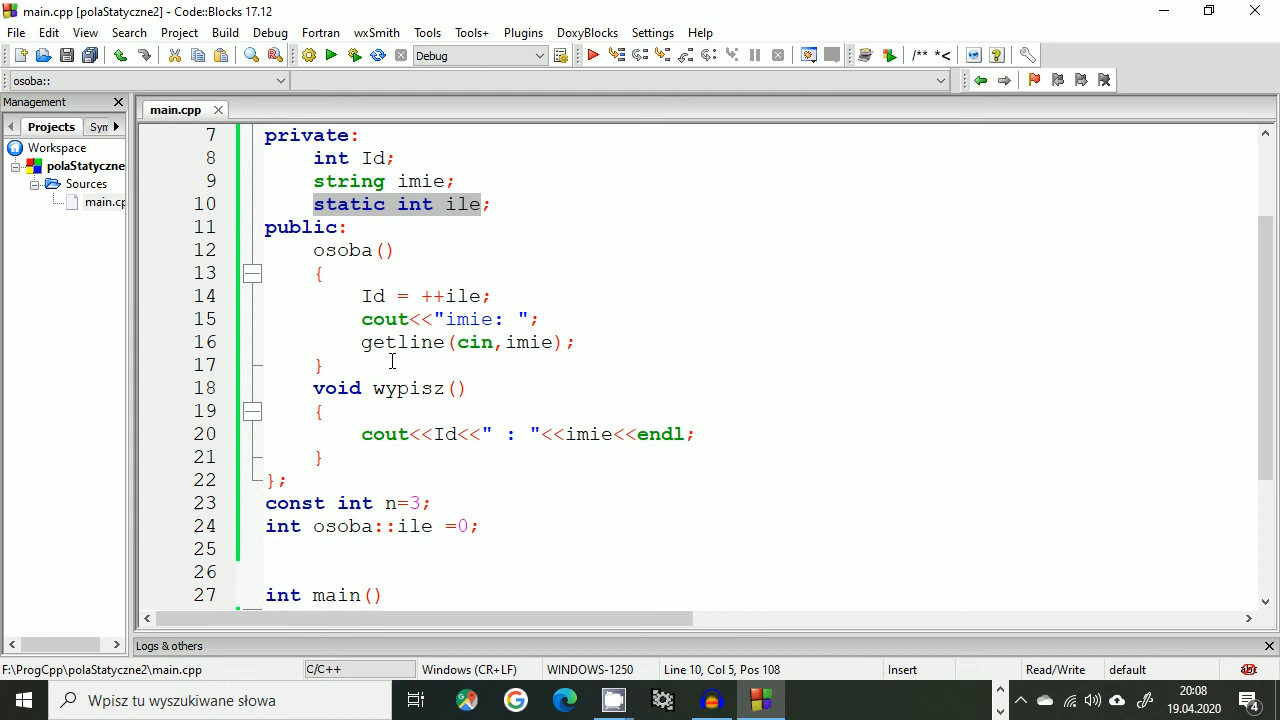 main.cpp [polaStatyczne2] - Code::Blocks 17.12
File Edit View Search Project Build Debug Fortran wxSmith Tools Tools+ Plugins DoxyBlocks Settings Help
Debug /** *<
osoba::
Management main.cpp
Projects Sym
Workspace
polaStatyczne
Sources
main.cp
7 private:
8 int Id;
9 string imie;
10 static int ile;
11 public:
12 osoba()
13 {
14 Id = ++ile;
15 cout<<"imie: ";
16 getline(cin,imie);
17 }
18 void wypisz()
19 {
20 cout<<Id<<" : "<<imie<<endl;
21 }
22 };
23 const int n=3;
24 int osoba::ile =0;
25
26
27 int main()
Logs & others
F:\ProgCpp\polaStatyczne2\main.cpp C/C++ Windows (CR+LF) WINDOWS-1250 Line 10, Col 5, Pos 108 Insert Read/Write default
Wpisz tu wyszukiwane słowa 20:08
19.04.2020 4